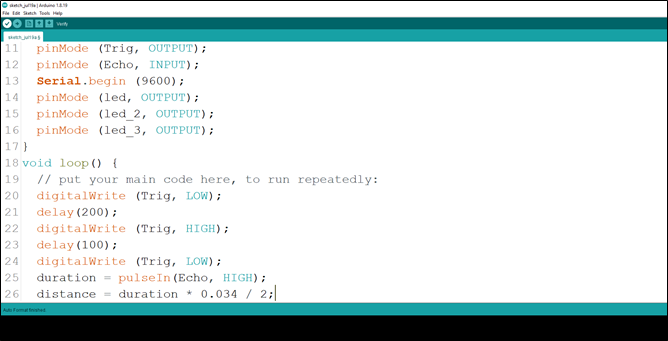 sketch_jul19a | Arduino 1.8.19
File Edit Sketch Tools Help
Verify
sketch_jul19a §
11 pinMode (Trig, OUTPUT);
12 pinMode (Echo, INPUT);
13 Serial.begin (9600);
14 pinMode (led, OUTPUT);
15 pinMode (led_2, OUTPUT);
16 pinMode (led_3, OUTPUT);
17 }
18 void loop() {
19 // put your main code here, to run repeatedly:
20 digitalWrite (Trig, LOW);
21 delay(200);
22 digitalWrite (Trig, HIGH);
23 delay(100);
24 digitalWrite (Trig, LOW);
25 duration = pulseIn(Echo, HIGH);
26 distance = duration * 0.034 / 2;
Auto Format finished.